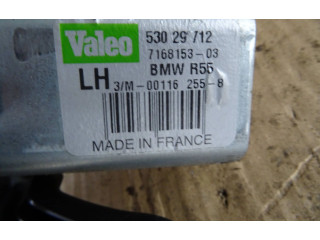 Valeo 530 29 712
7168153-03
BMW R55
LH 3/M-00116 255-8
MADE IN FRANCE